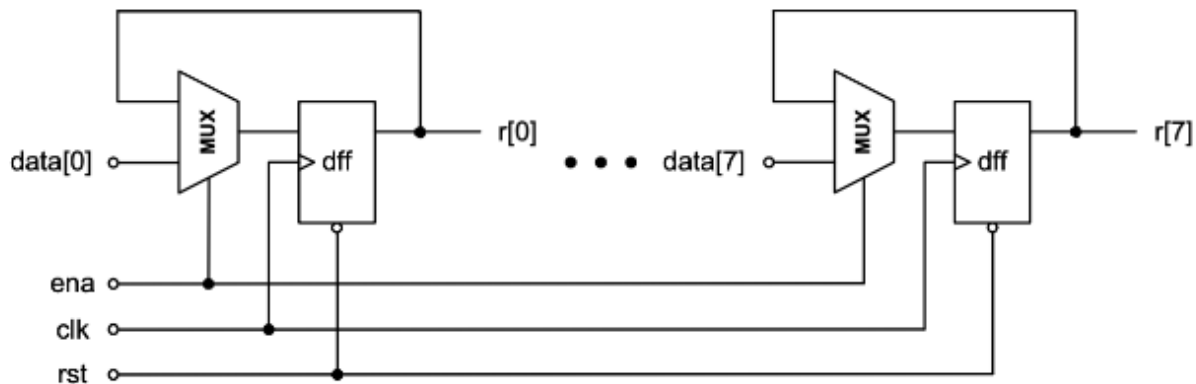 MUX
dff
r[0]
data[0]
MUX
dff
r[7]
data[7]
ena
clk
rst